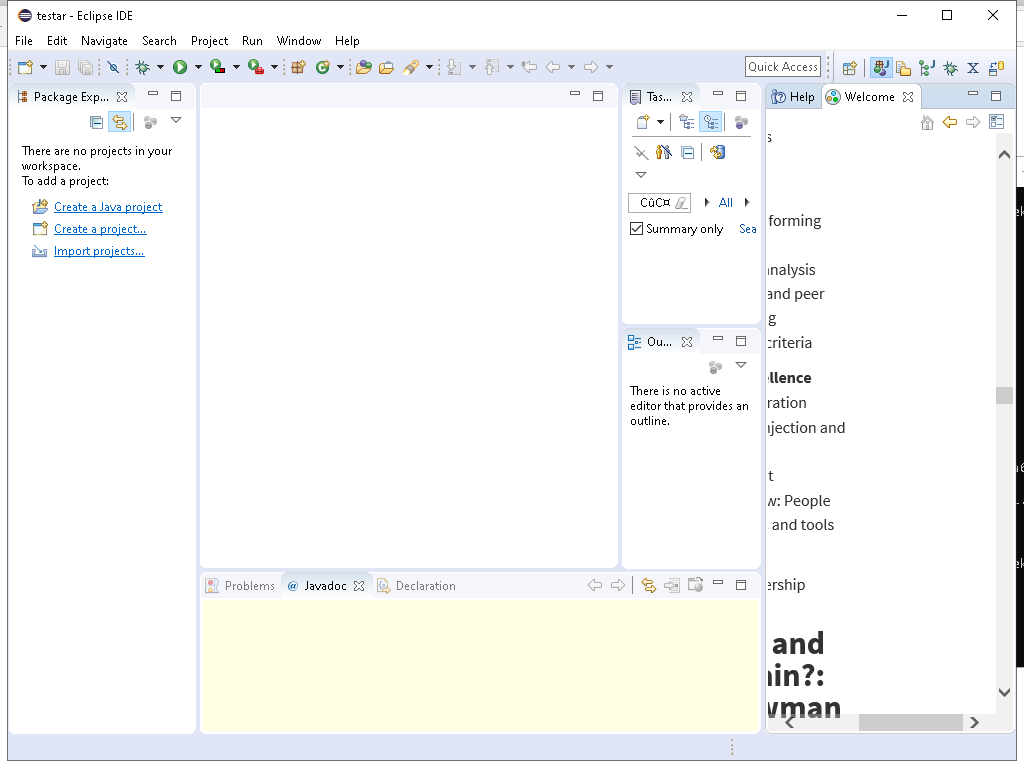 testar - Eclipse IDE
File Edit Navigate Search Project Run Window Help
Quick Access
Package Exp...
There are no projects in your
workspace.
To add a project:
Create a Java project
Create a project...
Import projects...
Tas...
CûC¤
All
Summary only
Sea
Ou...
There is no active
editor that provides an
outline.
Problems
@ Javadoc
Declaration
Help
Welcome
s
forming
analysis
and peer
g
criteria
ellence
ration
njection and
t
w: People
and tools
ership
and
ain?:
wman